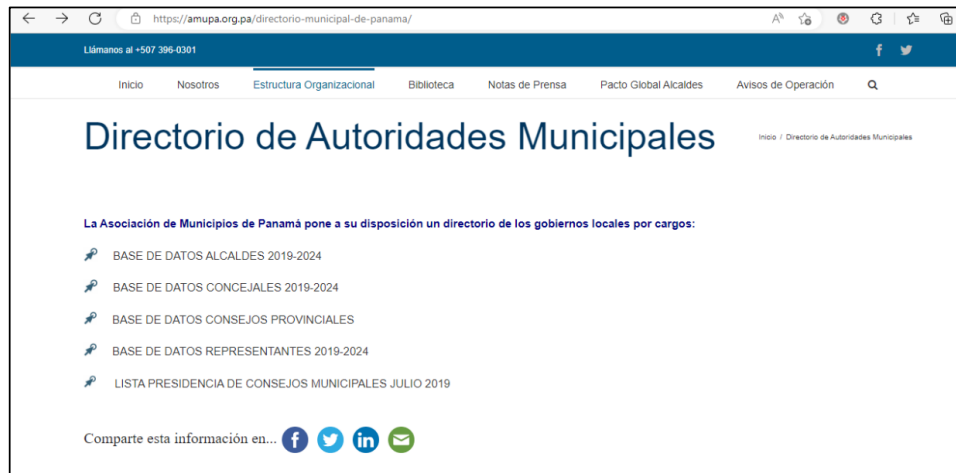 https://amupa.org.pa/directorio-municipal-de-panama/
Llámanos al +507 396-0301
Inicio Nosotros Estructura Organizacional Biblioteca Notas de Prensa Pacto Global Alcaldes Avisos de Operación
Directorio de Autoridades Municipales
Inicio / Directorio de Autoridades Municipales
La Asociación de Municipios de Panamá pone a su disposición un directorio de los gobiernos locales por cargos:
BASE DE DATOS ALCALDES 2019-2024
BASE DE DATOS CONCEJALES 2019-2024
BASE DE DATOS CONSEJOS PROVINCIALES
BASE DE DATOS REPRESENTANTES 2019-2024
LISTA PRESIDENCIA DE CONSEJOS MUNICIPALES JULIO 2019
Comparte esta información en...